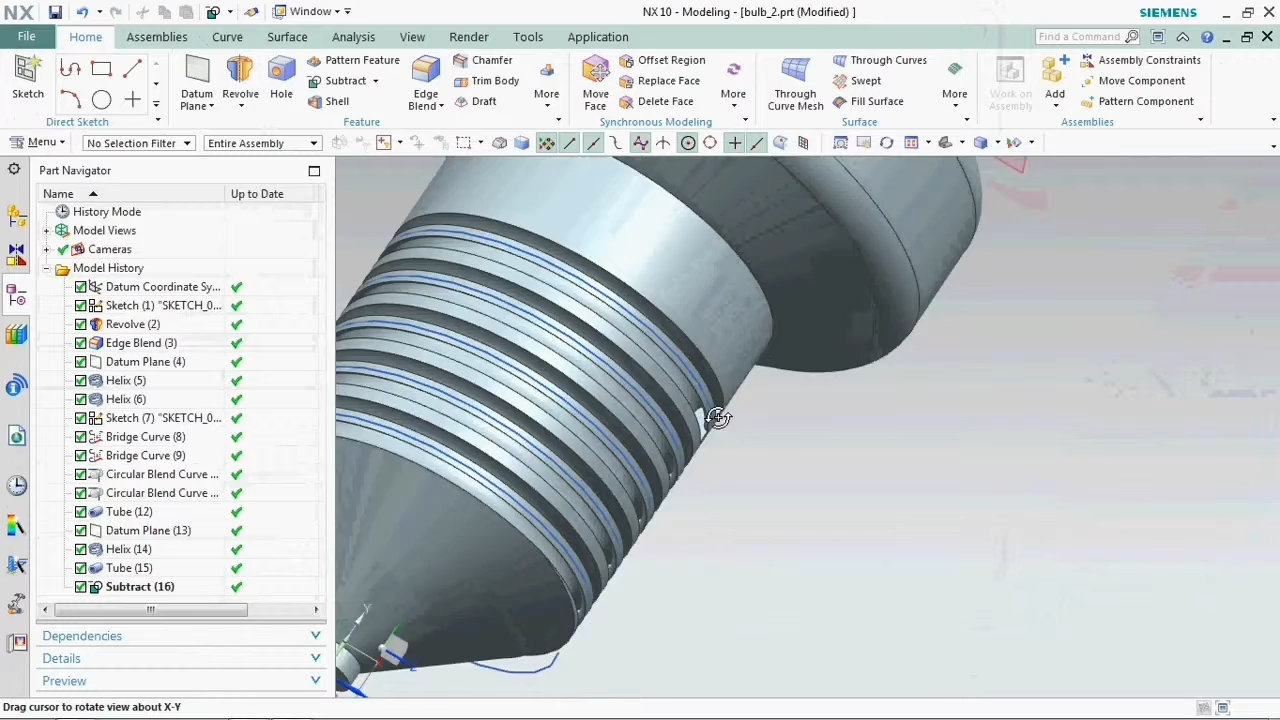 NX
Window
NX 10 - Modeling - [bulb_2.prt (Modified) ]
SIEMENS
File
Home
Assemblies
Curve
Surface
Analysis
View
Render
Tools
Application
Find a Command
Sketch
Direct Sketch
Datum
Plane
Revolve
Hole
Pattern Feature
Subtract
Shell
Edge
Blend
Chamfer
Trim Body
Draft
More
Feature
Move
Face
Offset Region
Replace Face
Delete Face
More
Synchronous Modeling
Through
Curve Mesh
Through Curves
Swept
Fill Surface
More
Surface
Work on
Assembly
Add
Assembly Constraints
Move Component
Pattern Component
Assemblies
Menu
No Selection Filter
Entire Assembly
Part Navigator
Name
Up to Date
History Mode
Model Views
Cameras
Model History
Datum Coordinate Sy...
Sketch (1) "SKETCH_0...
Revolve (2)
Edge Blend (3)
Datum Plane (4)
Helix (5)
Helix (6)
Sketch (7) "SKETCH_0...
Bridge Curve (8)
Bridge Curve (9)
Circular Blend Curve ...
Circular Blend Curve ...
Tube (12)
Datum Plane (13)
Helix (14)
Tube (15)
Subtract (16)
Dependencies
Details
Preview
Y
Drag cursor to rotate view about X-Y